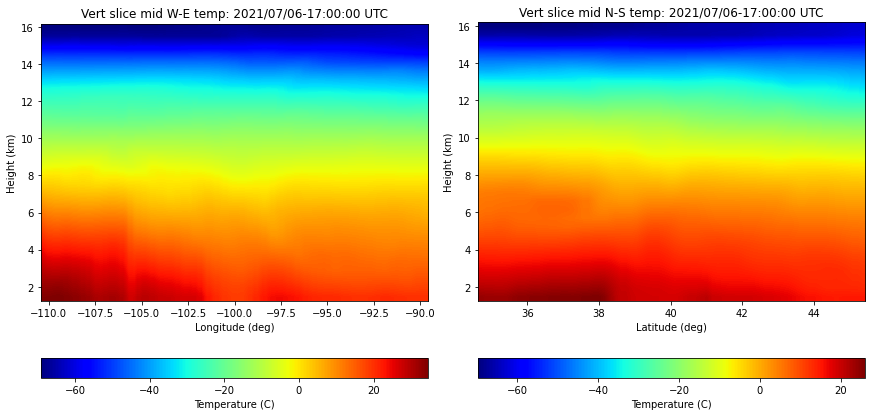 Vert slice mid W-E temp: 2021/07/06-17:00:00 UTC
16
14
12
10
8
6
4
2
Height (km)
−110.0 −107.5 −105.0 −102.5 −100.0 −97.5 −95.0 −92.5 −90.0
Longitude (deg)
−60 −40 −20 0 20
Temperature (C)
Vert slice mid N-S temp: 2021/07/06-17:00:00 UTC
16
14
12
10
8
6
4
2
Height (km)
36 38 40 42 44
Latitude (deg)
−60 −40 −20 0 20
Temperature (C)